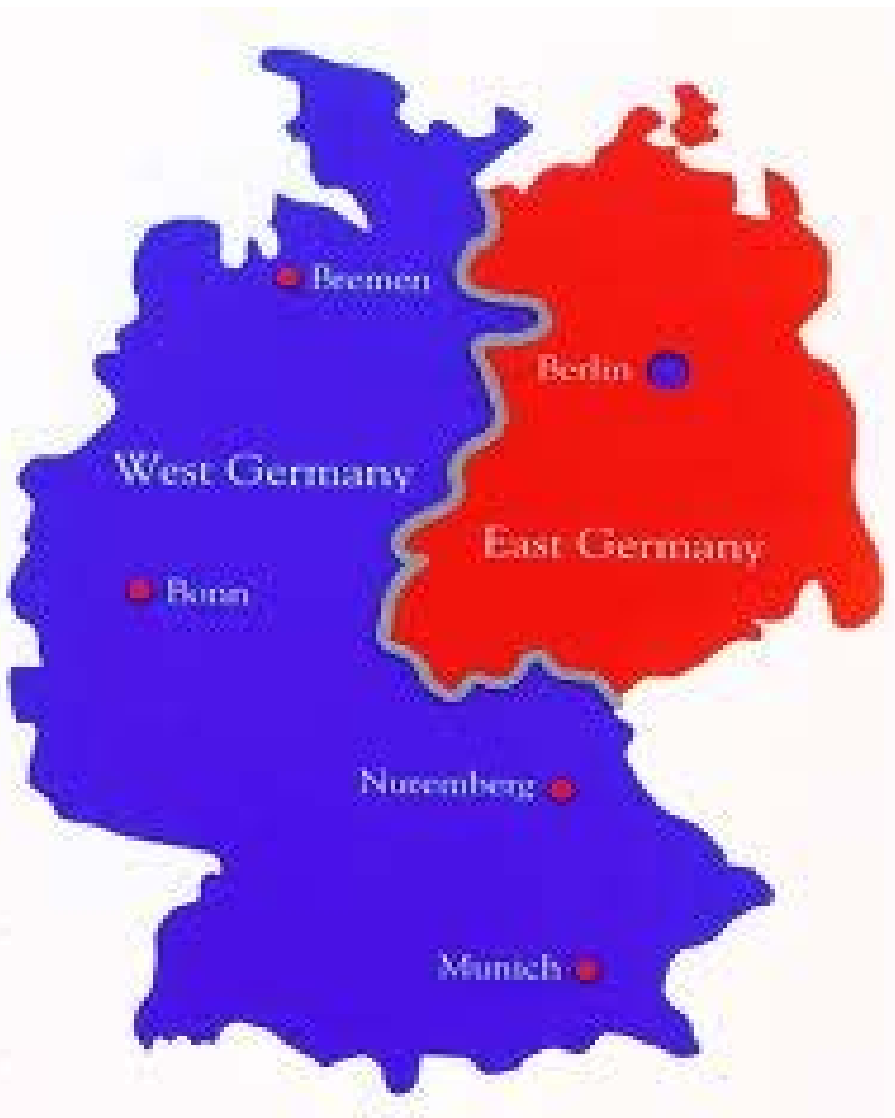 Bremen
Berlin
West Germany
East Germany
Bonn
Nuremberg
Munich